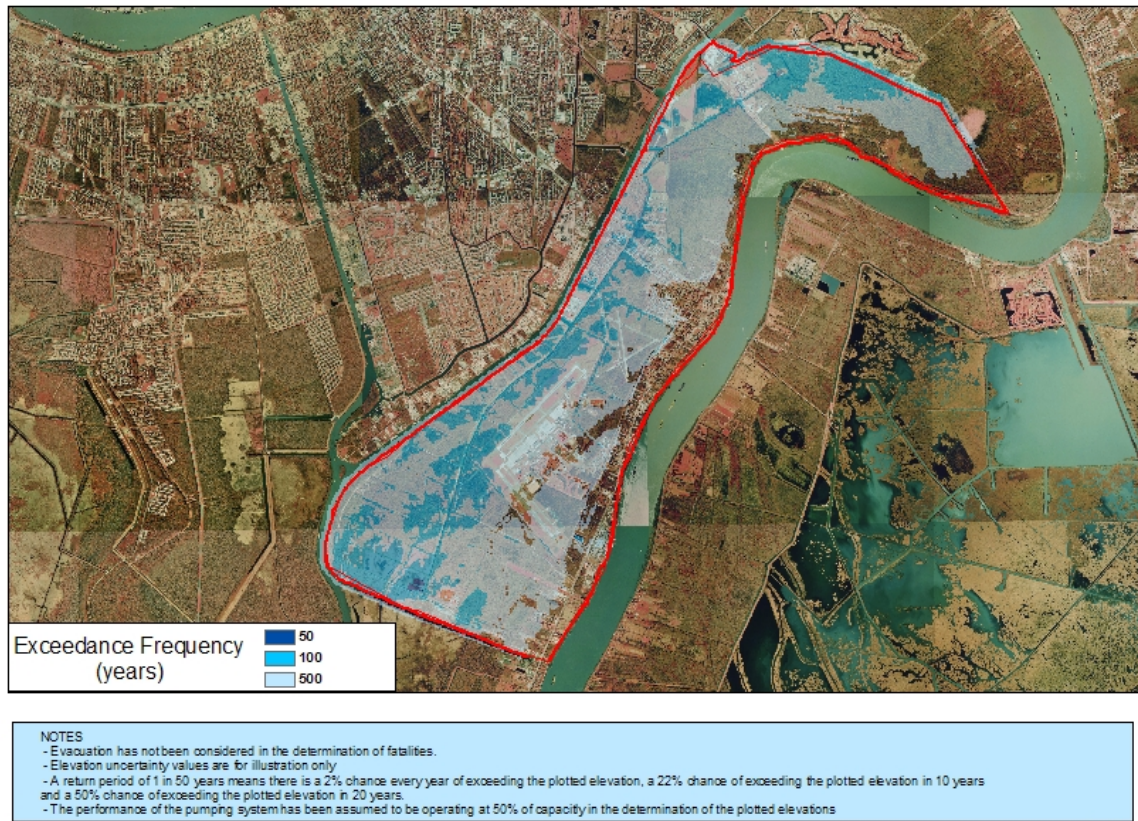 Exceedance Frequency
(years)
50
100
500
NOTES
- Evacuation has not been considered in the determination of fatalities.
- Elevation uncertainty values are for illustration only
- A return period of 1 in 50 years means there is a 2% chance every year of exceeding the plotted elevation, a 22% chance of exceeding the plotted elevation in 10 years
and a 50% chance of exceeding the plotted elevation in 20 years.
- The performance of the pumping system has been assumed to be operating at 50% of capacity in the determination of the plotted elevations